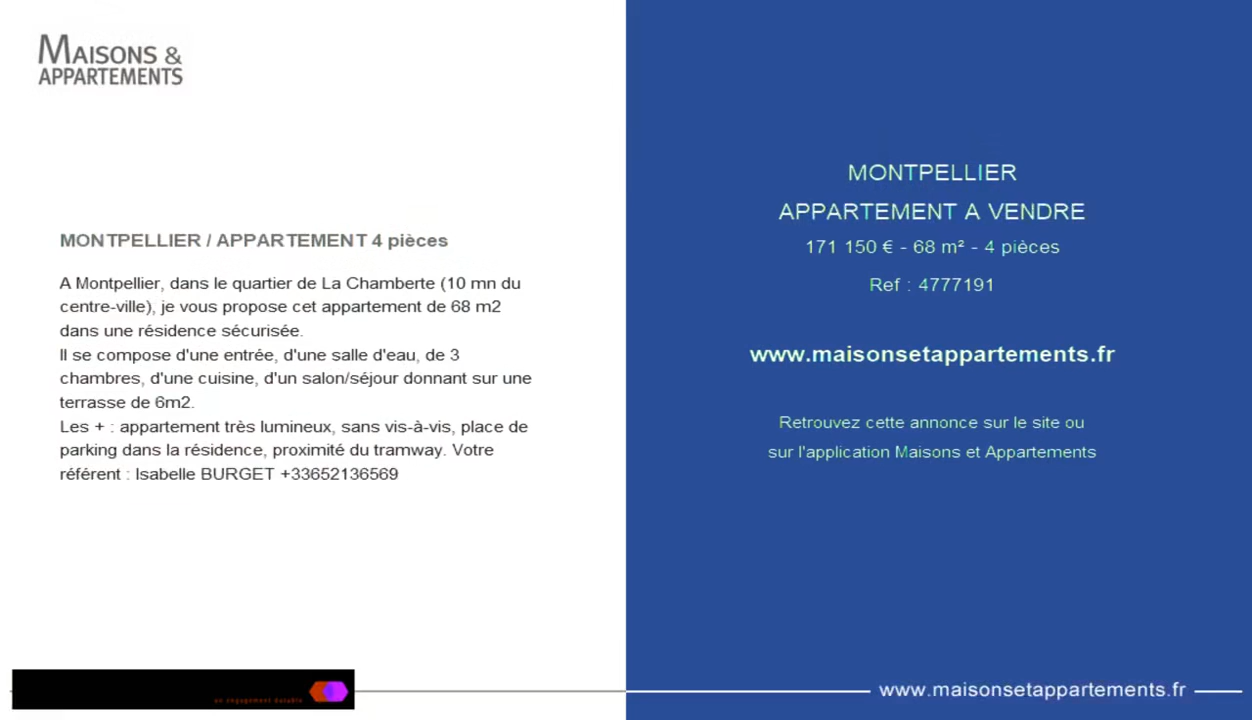 MAISONS &
APPARTEMENTS
MONTPELLIER / APPARTEMENT 4 pièces
A Montpellier, dans le quartier de La Chamberte (10 mn du
centre-ville), je vous propose cet appartement de 68 m2
dans une résidence sécurisée.
Il se compose d'une entrée, d'une salle d'eau, de 3
chambres, d'une cuisine, d'un salon/séjour donnant sur une
terrasse de 6m2.
Les + : appartement très lumineux, sans vis-à-vis, place de
parking dans la résidence, proximité du tramway. Votre
référent : Isabelle BURGET +33652136569
un engagement durable
MONTPELLIER
APPARTEMENT A VENDRE
171 150 € - 68 m² - 4 pièces
Ref : 4777191
www.maisonsetappartements.fr
Retrouvez cette annonce sur le site ou
sur l'application Maisons et Appartements
www.maisonsetappartements.fr